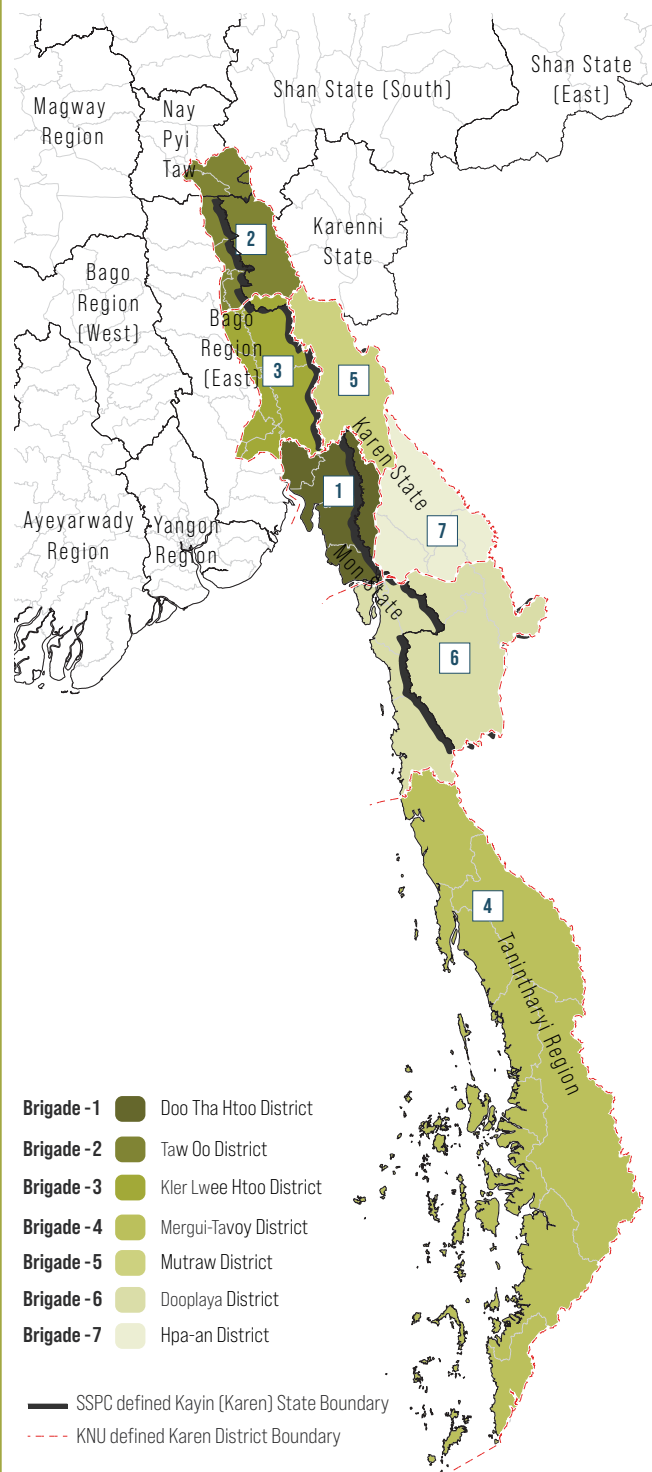 Shan State (South)
Shan State
(East)
Magway
Region
Nay
Pyi
Taw
Karenni
State
2
Bago
Region
(West)
Bago
Region
(East)
3
5
Karen State
1
7
Ayeyarwady
Region
Yangon
Region
Mon State
6
4
Tanintharyi Region
Brigade -1 Doo Tha Htoo District
Brigade -2 Taw Oo District
Brigade -3 Kler Lwee Htoo District
Brigade -4 Mergui-Tavoy District
Brigade -5 Mutraw District
Brigade -6 Dooplaya District
Brigade -7 Hpa-an District
SSPC defined Kayin (Karen) State Boundary
KNU defined Karen District Boundary